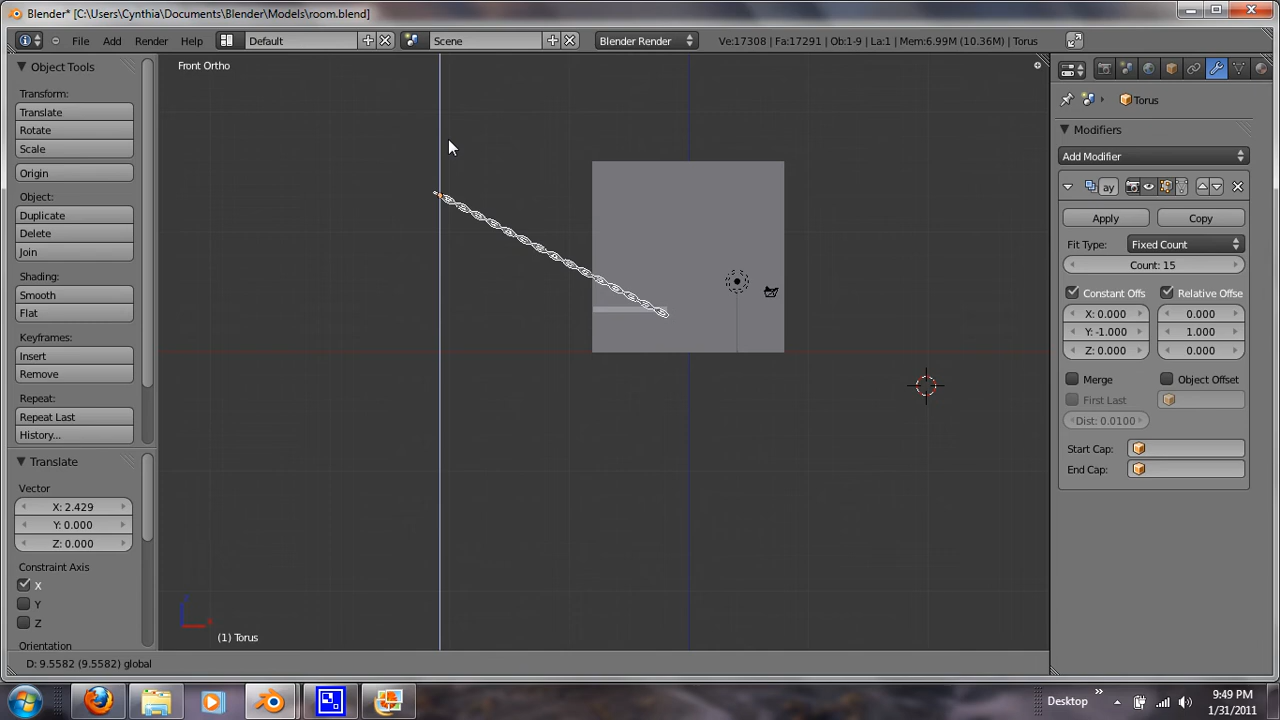 Blender* [C:\Users\Cynthia\Documents\Blender\Models\room.blend]
File Add Render Help Default Scene Blender Render Ve:17308 | Fa:17291 | Ob:1-9 | La:1 | Mem:6.99M (10.36M) | Torus
Object Tools
Transform:
Translate
Rotate
Scale
Origin
Object:
Duplicate
Delete
Join
Shading:
Smooth
Flat
Keyframes:
Insert
Remove
Repeat:
Repeat Last
History...
Translate
Vector
X: 2.429
Y: 0.000
Z: 0.000
Constraint Axis
X
Y
Z
Orientation
Front Ortho
(1) Torus
D: 9.5582 (9.5582) global
Torus
Modifiers
Add Modifier
ay
Apply Copy
Fit Type: Fixed Count
Count: 15
Constant Offs Relative Offse
X: 0.000 0.000
Y: -1.000 1.000
Z: 0.000 0.000
Merge Object Offset
First Last
Dist: 0.0100
Start Cap:
End Cap:
Desktop
9:49 PM
1/31/2011